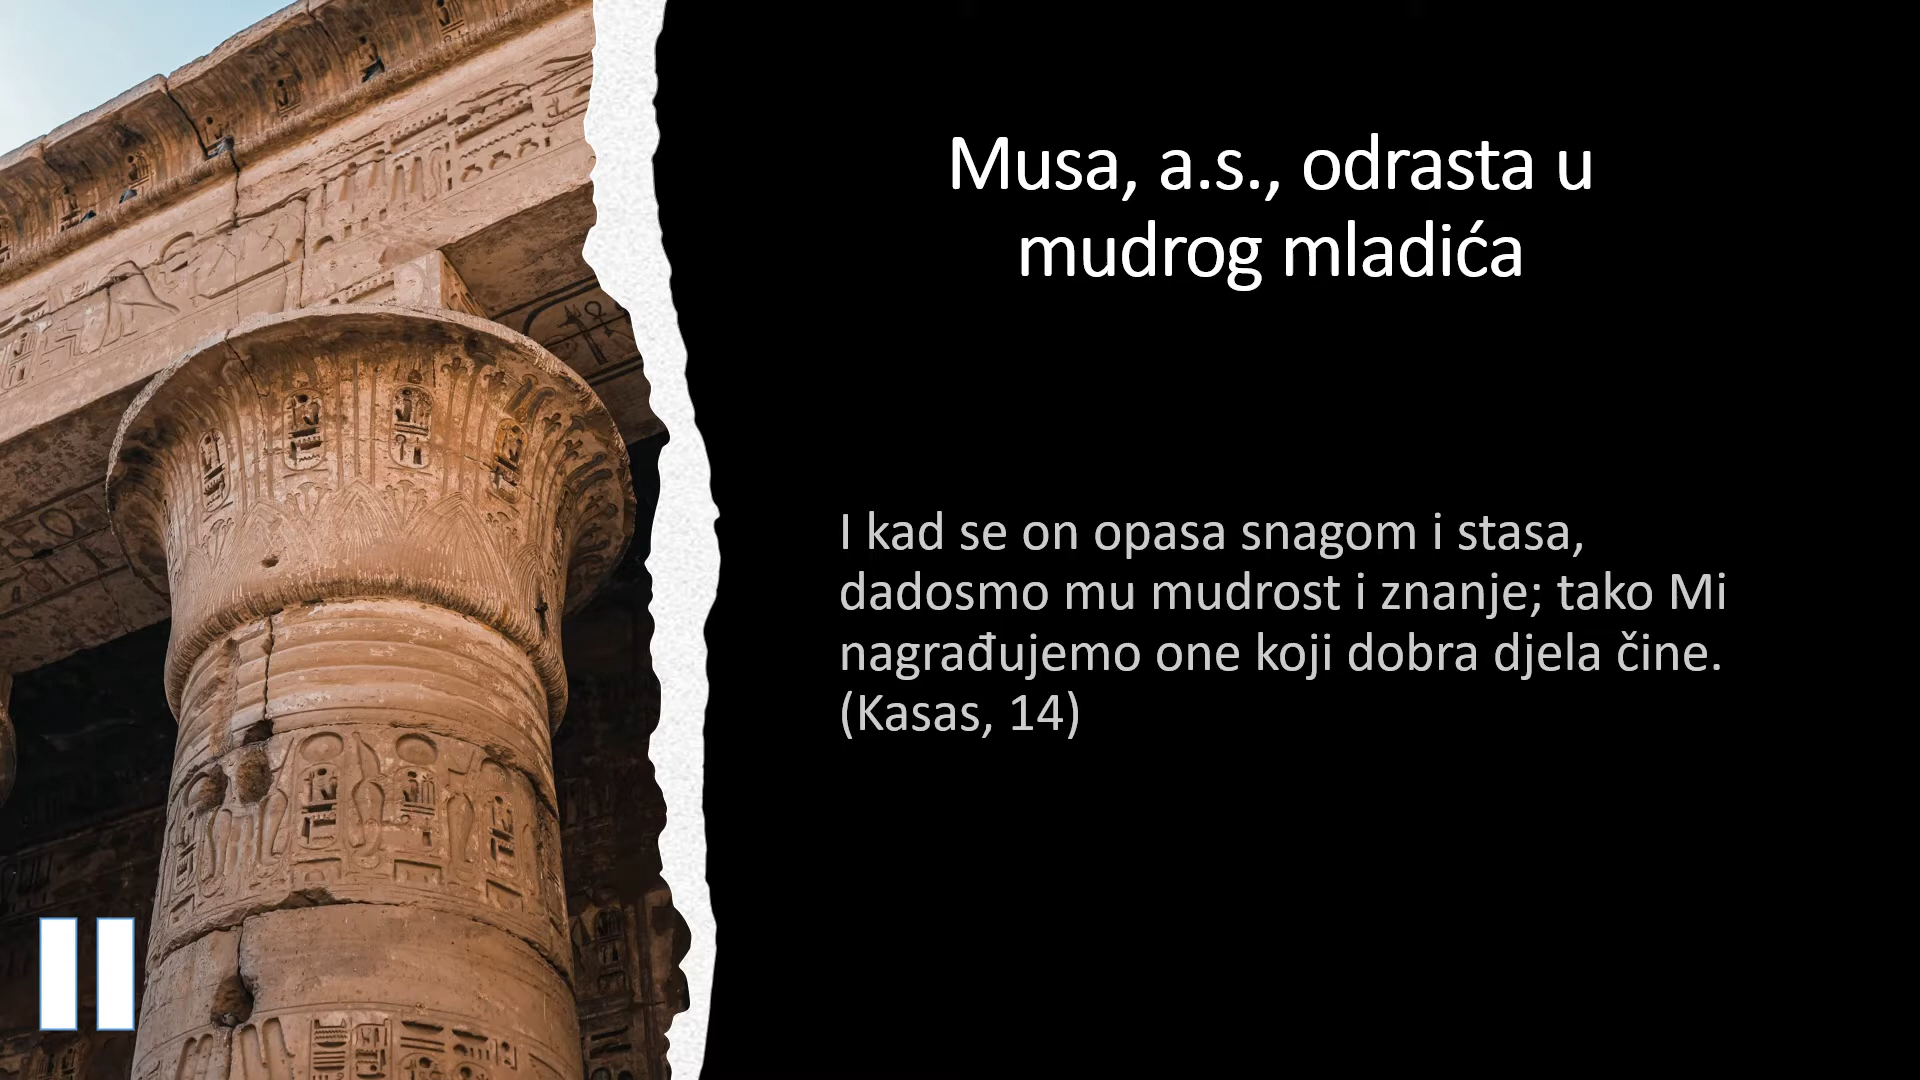 Musa, a.s., odrasta u
mudrog mladića
I kad se on opasa snagom i stasa,
dadosmo mu mudrost i znanje; tako Mi
nagrađujemo one koji dobra djela čine.
(Kasas, 14)